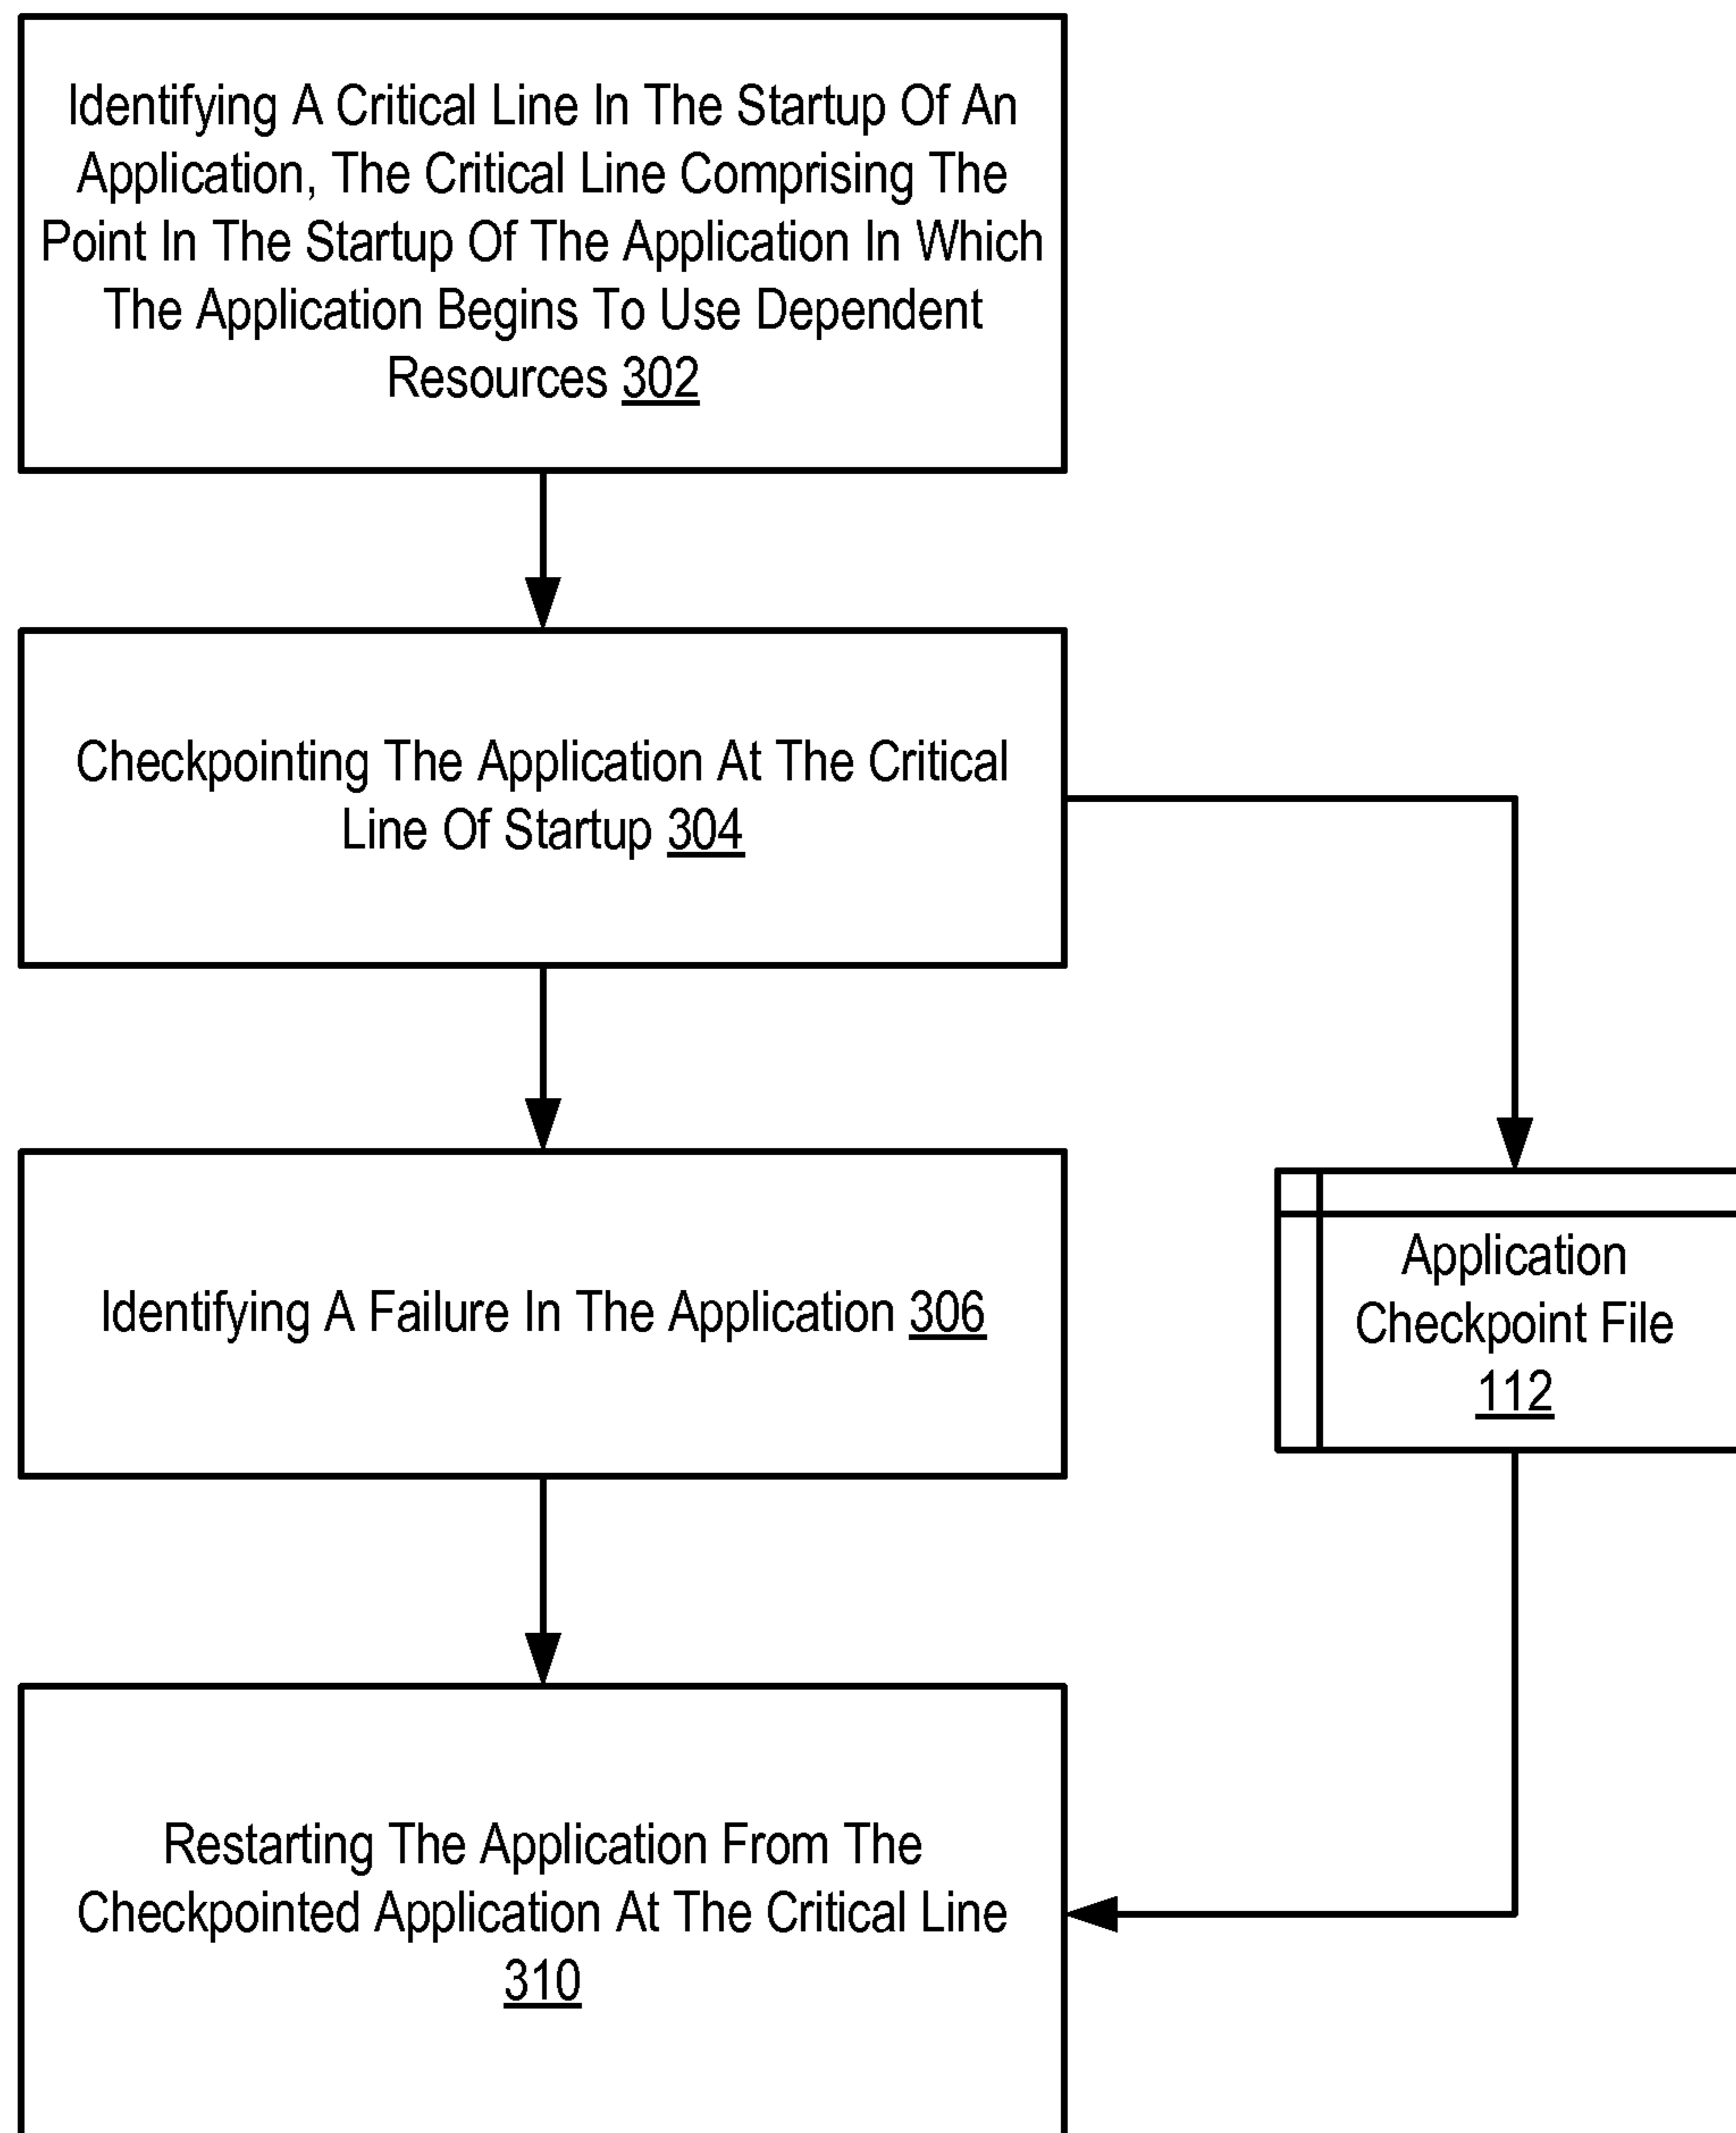 Identifying A Critical Line In The Startup Of An
Application, The Critical Line Comprising The
Point In The Startup Of The Application In Which
The Application Begins To Use Dependent
Resources 302
Checkpointing The Application At The Critical
Line Of Startup 304
Identifying A Failure In The Application 306
Application
Checkpoint File
112
Restarting The Application From The
Checkpointed Application At The Critical Line
310